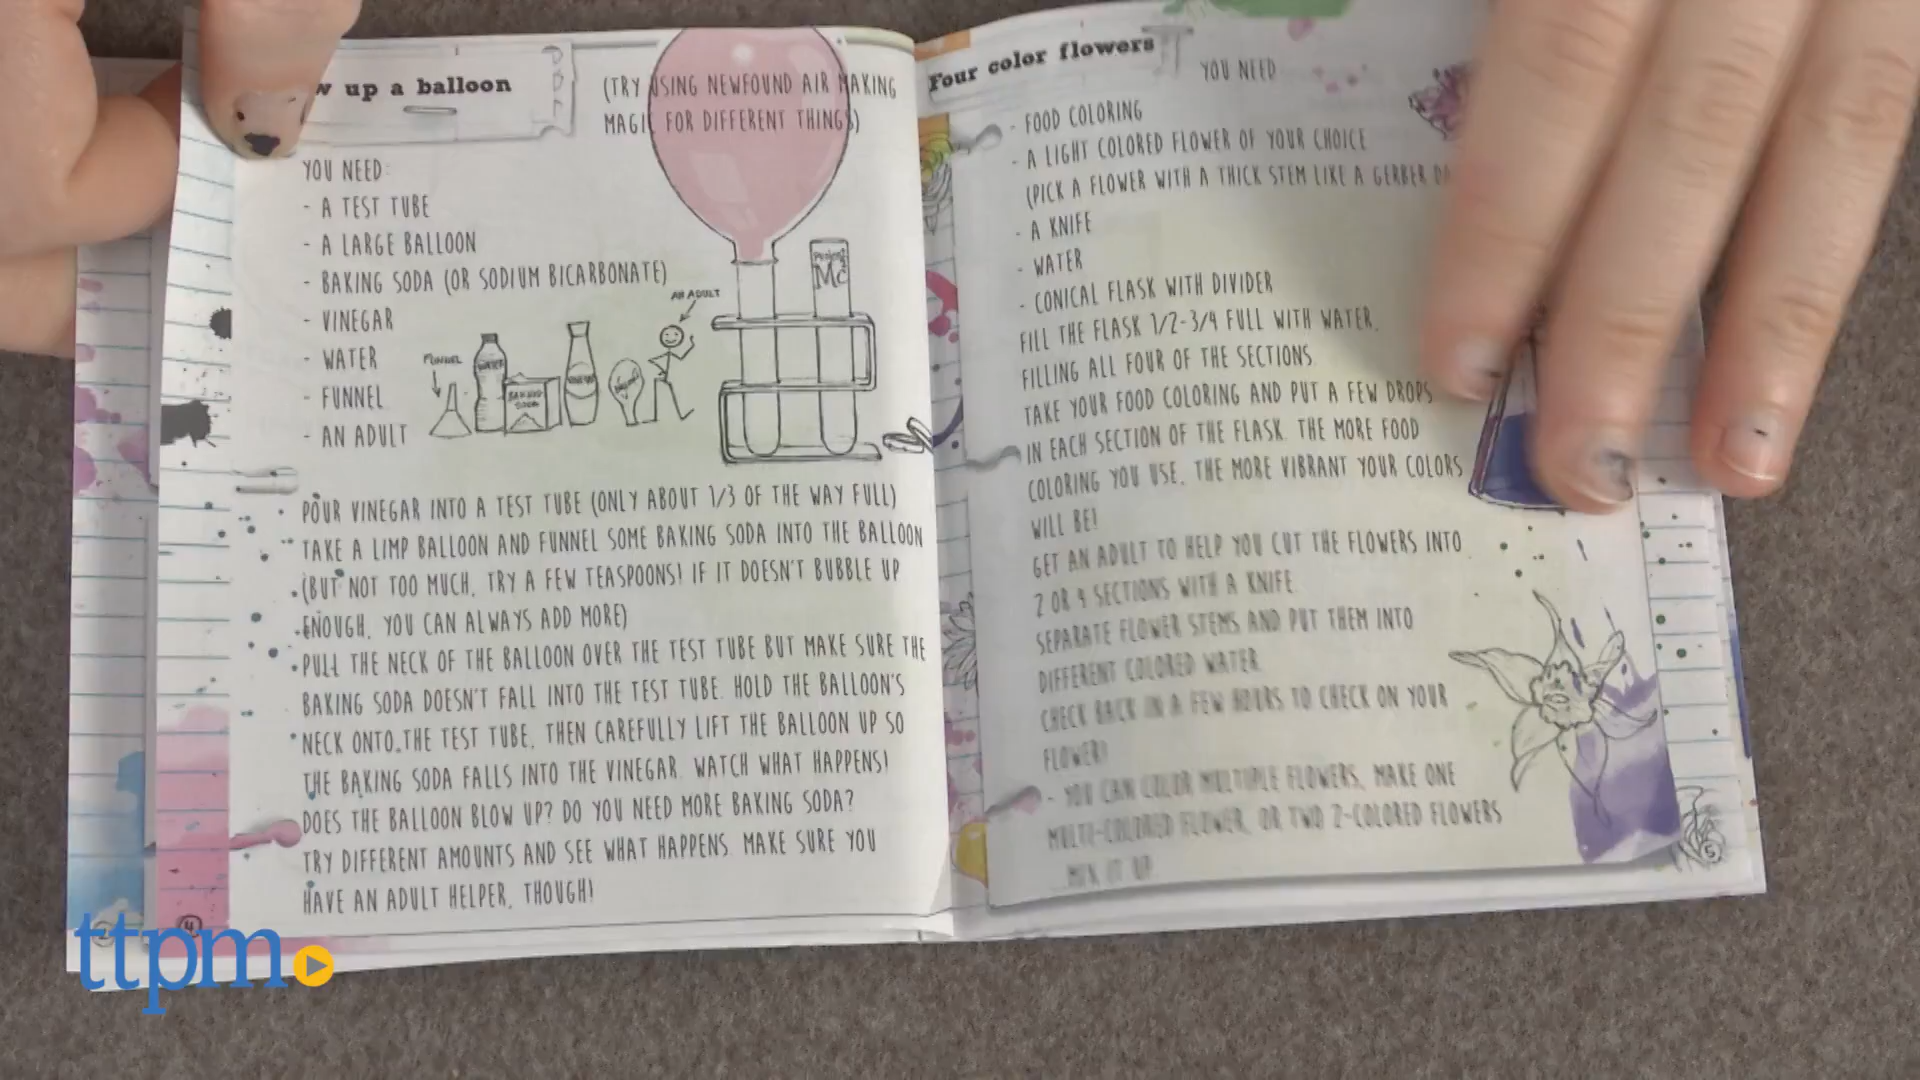 w up a balloon
(TRY USING NEWFOUND AIR MAKING
MAGIC FOR DIFFERENT THINGS)
YOU NEED:
- A TEST TUBE
- A LARGE BALLOON
- BAKING SODA (OR SODIUM BICARBONATE)
- VINEGAR
- WATER
- FUNNEL
- AN ADULT
AN ADULT
FUNNEL
WATER
BAKING
SODA
Project
Mc²
POUR VINEGAR INTO A TEST TUBE (ONLY ABOUT 1/3 OF THE WAY FULL)
TAKE A LIMP BALLOON AND FUNNEL SOME BAKING SODA INTO THE BALLOON
(BUT NOT TOO MUCH, TRY A FEW TEASPOONS! IF IT DOESN'T BUBBLE UP
ENOUGH, YOU CAN ALWAYS ADD MORE)
PULL THE NECK OF THE BALLOON OVER THE TEST TUBE BUT MAKE SURE THE
BAKING SODA DOESN'T FALL INTO THE TEST TUBE. HOLD THE BALLOON'S
NECK ONTO THE TEST TUBE, THEN CAREFULLY LIFT THE BALLOON UP SO
THE BAKING SODA FALLS INTO THE VINEGAR. WATCH WHAT HAPPENS!
DOES THE BALLOON BLOW UP? DO YOU NEED MORE BAKING SODA?
TRY DIFFERENT AMOUNTS AND SEE WHAT HAPPENS. MAKE SURE YOU
HAVE AN ADULT HELPER, THOUGH!
2
4
Four color flowers
YOU NEED
- FOOD COLORING
- A LIGHT COLORED FLOWER OF YOUR CHOICE
(PICK A FLOWER WITH A THICK STEM LIKE A GERBER DA
- A KNIFE
- WATER
- CONICAL FLASK WITH DIVIDER
FILL THE FLASK 1/2-3/4 FULL WITH WATER,
FILLING ALL FOUR OF THE SECTIONS.
TAKE YOUR FOOD COLORING AND PUT A FEW DROPS
IN EACH SECTION OF THE FLASK. THE MORE FOOD
COLORING YOU USE, THE MORE VIBRANT YOUR COLORS
WILL BE!
GET AN ADULT TO HELP YOU CUT THE FLOWERS INTO
2 OR 4 SECTIONS WITH A KNIFE.
SEPARATE FLOWER STEMS AND PUT THEM INTO
DIFFERENT COLORED WATER.
CHECK BACK IN A FEW HOURS TO CHECK ON YOUR
FLOWER!
- YOU CAN COLOR MULTIPLE FLOWERS, MAKE ONE
MULTI-COLORED FLOWER, OR TWO 2-COLORED FLOWERS
...MIX IT UP
5
ttpm